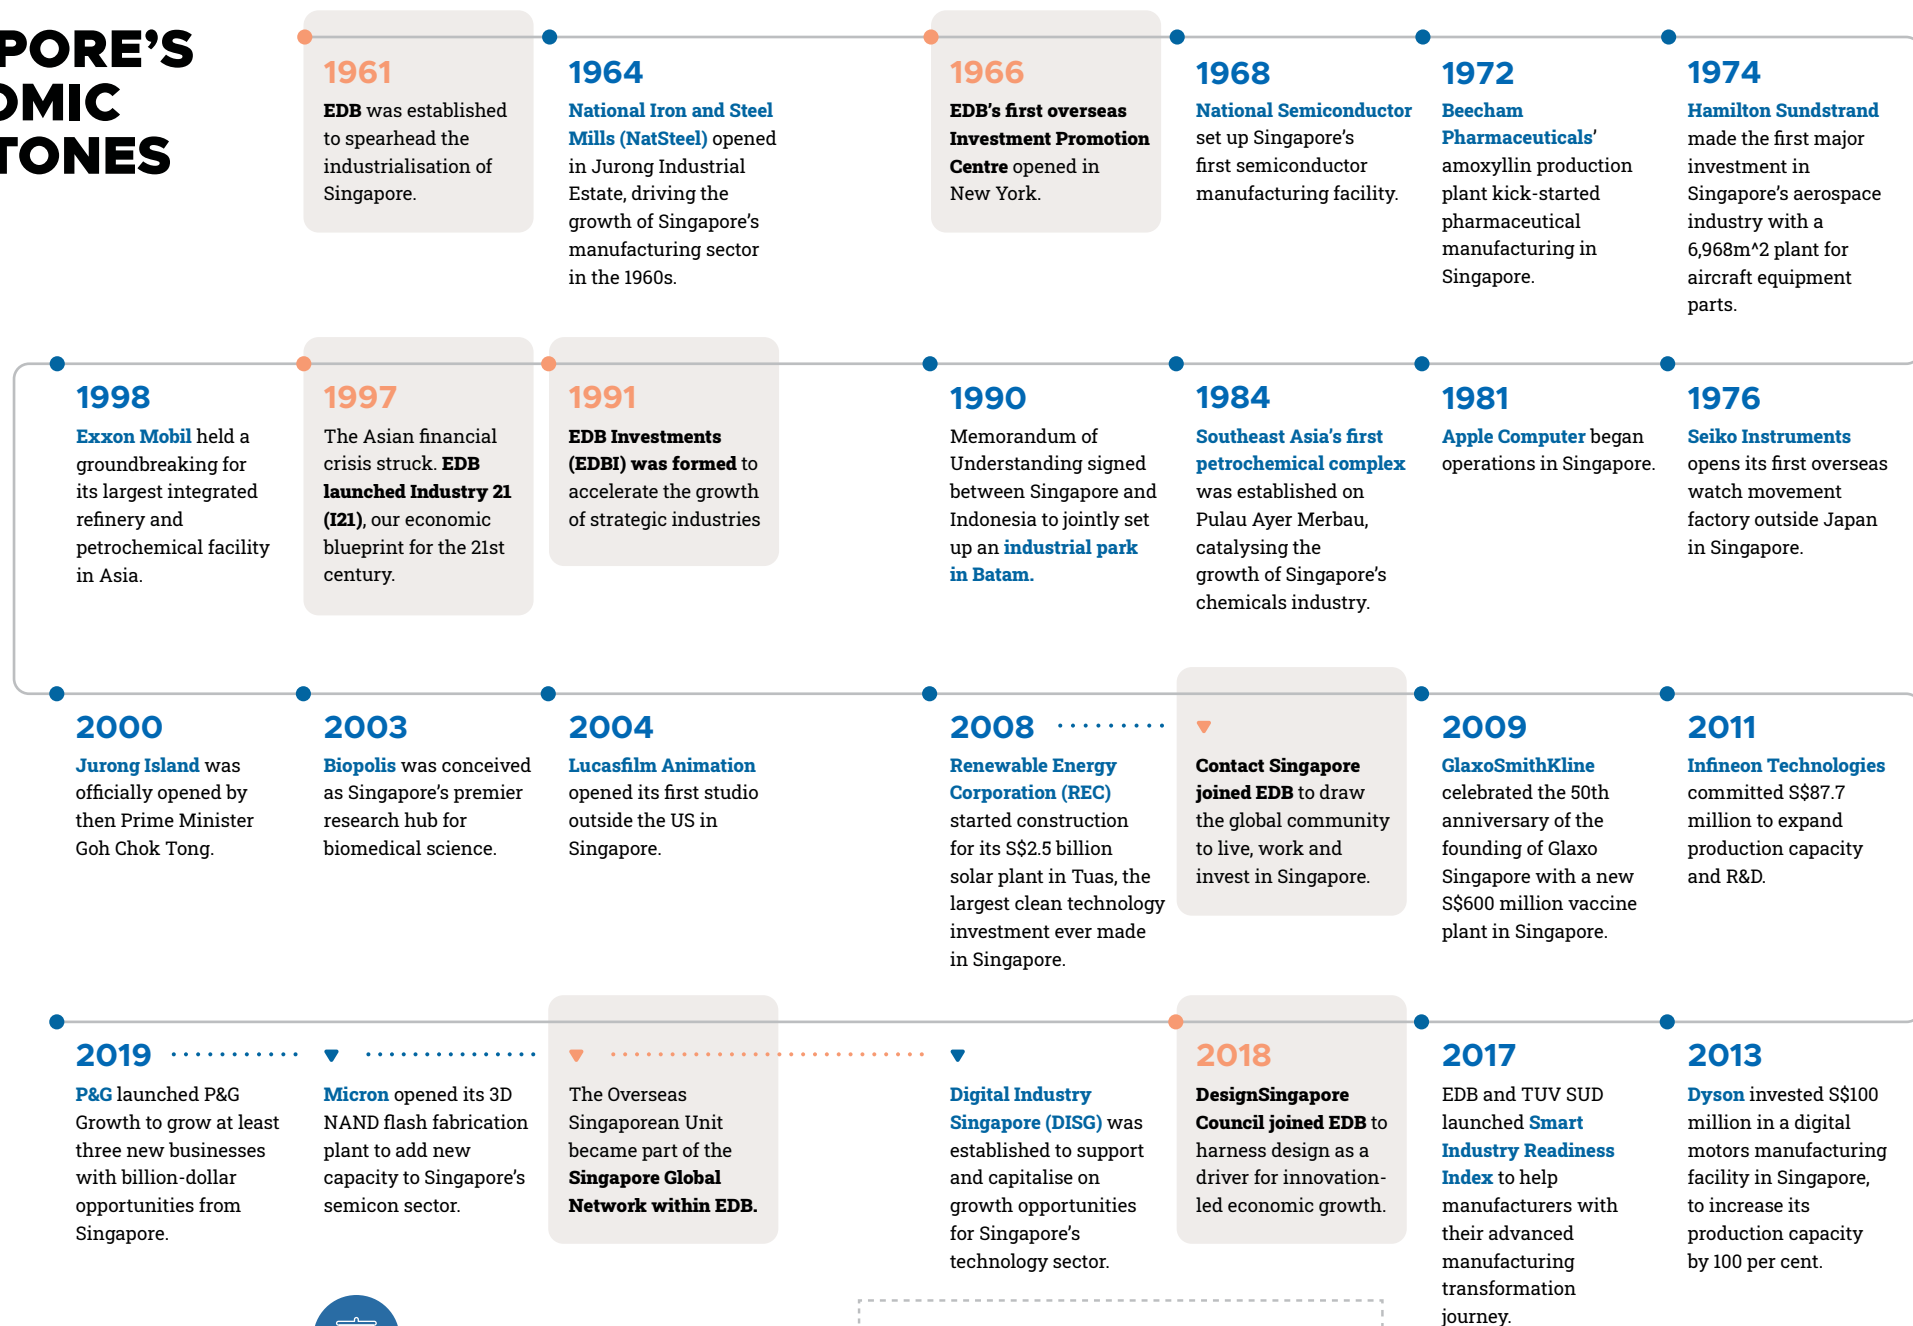 PORE'S
OMIC
TONES
1961
EDB was established
to spearhead the
industrialisation of
Singapore.
1964
National Iron and Steel
Mills (NatSteel) opened
in Jurong Industrial
Estate, driving the
growth of Singapore's
manufacturing sector
in the 1960s.
1966
EDB's first overseas
Investment Promotion
Centre opened in
New York.
1968
National Semiconductor
set up Singapore's
first semiconductor
manufacturing facility.
1972
Beecham
Pharmaceuticals'
amoxyllin production
plant kick-started
pharmaceutical
manufacturing in
Singapore.
1974
Hamilton Sundstrand
made the first major
investment in
Singapore's aerospace
industry with a
6,968m^2 plant for
aircraft equipment
parts.
1998
Exxon Mobil held a
groundbreaking for
its largest integrated
refinery and
petrochemical facility
in Asia.
1997
The Asian financial
crisis struck. EDB
launched Industry 21
(I21), our economic
blueprint for the 21st
century.
1991
EDB Investments
(EDBI) was formed to
accelerate the growth
of strategic industries
1990
Memorandum of
Understanding signed
between Singapore and
Indonesia to jointly set
up an industrial park
in Batam.
1984
Southeast Asia's first
petrochemical complex
was established on
Pulau Ayer Merbau,
catalysing the
growth of Singapore's
chemicals industry.
1981
Apple Computer began
operations in Singapore.
1976
Seiko Instruments
opens its first overseas
watch movement
factory outside Japan
in Singapore.
2000
Jurong Island was
officially opened by
then Prime Minister
Goh Chok Tong.
2003
Biopolis was conceived
as Singapore's premier
research hub for
biomedical science.
2004
Lucasfilm Animation
opened its first studio
outside the US in
Singapore.
2008
Renewable Energy
Corporation (REC)
started construction
for its S$2.5 billion
solar plant in Tuas, the
largest clean technology
investment ever made
in Singapore.
Contact Singapore
joined EDB to draw
the global community
to live, work and
invest in Singapore.
2009
GlaxoSmithKline
celebrated the 50th
anniversary of the
founding of Glaxo
Singapore with a new
S$600 million vaccine
plant in Singapore.
2011
Infineon Technologies
committed S$87.7
million to expand
production capacity
and R&D.
2019
P&G launched P&G
Growth to grow at least
three new businesses
with billion-dollar
opportunities from
Singapore.
Micron opened its 3D
NAND flash fabrication
plant to add new
capacity to Singapore's
semicon sector.
The Overseas
Singaporean Unit
became part of the
Singapore Global
Network within EDB.
Digital Industry
Singapore (DISG) was
established to support
and capitalise on
growth opportunities
for Singapore's
technology sector.
2018
DesignSingapore
Council joined EDB to
harness design as a
driver for innovation-
led economic growth.
2017
EDB and TUV SUD
launched Smart
Industry Readiness
Index to help
manufacturers with
their advanced
manufacturing
transformation
journey.
2013
Dyson invested S$100
million in a digital
motors manufacturing
facility in Singapore,
to increase its
production capacity
by 100 per cent.